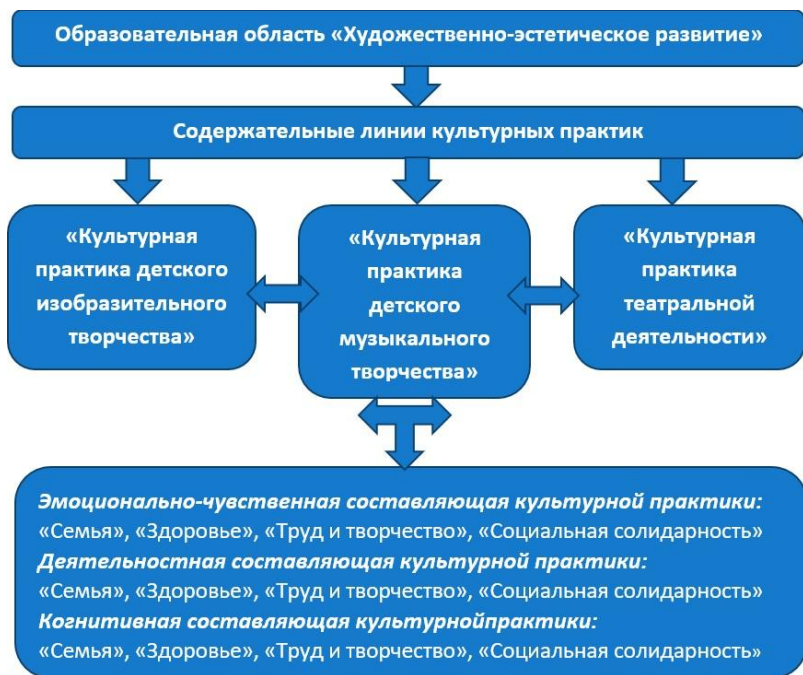 Образовательная область «Художественно-эстетическое развитие»
Содержательные линии культурных практик
«Культурная
практика детского
изобразительного
творчества»
«Культурная
практика
детского
музыкального
творчества»
«Культурная
практика
театральной
деятельности»
Эмоционально-чувственная составляющая культурной практики:
«Семья», «Здоровье», «Труд и творчество», «Социальная солидарность»
Деятельностная составляющая культурной практики:
«Семья», «Здоровье», «Труд и творчество», «Социальная солидарность»
Когнитивная составляющая культурнойпрактики:
«Семья», «Здоровье», «Труд и творчество», «Социальная солидарность»